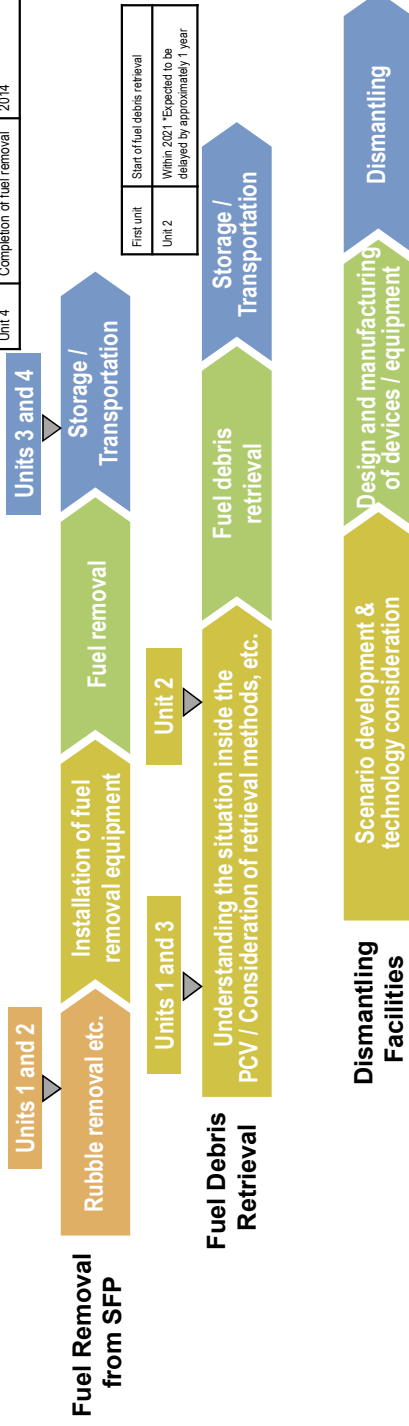 Unit 4
Completion of fuel removal
2014
Units 1 and 2
Units 3 and 4
Fuel Removal
from SFP
Rubble removal etc.
Installation of fuel
removal equipment
Fuel removal
Storage /
Transportation
First unit
Start of fuel debris retrieval
Unit 2
Within 2021 *Expected to be
delayed by approximately 1 year
Units 1 and 3
Unit 2
Fuel Debris
Retrieval
Understanding the situation inside the
PCV / Consideration of retrieval methods, etc.
Fuel debris
retrieval
Storage /
Transportation
Dismantling
Facilities
Scenario development &
technology consideration
Design and manufacturing
of devices / equipment
Dismantling